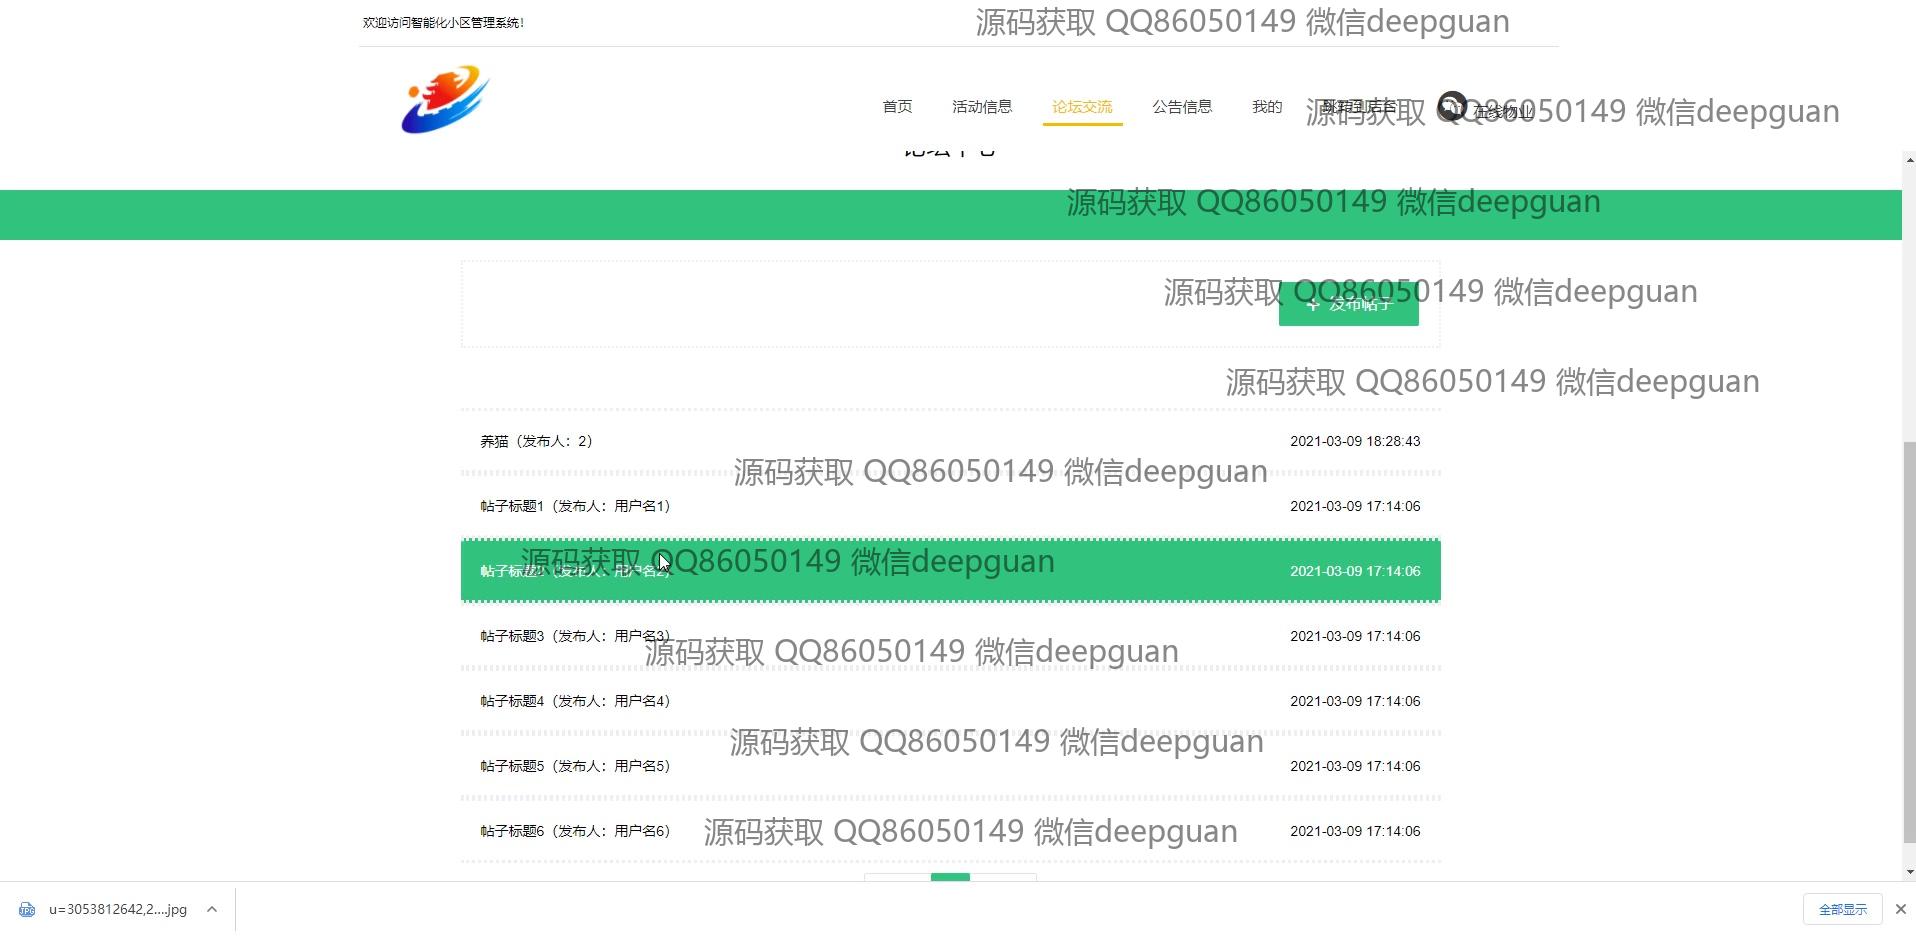 欢迎访问智能化小区管理系统!
源码获取 QQ86050149 微信deepguan
首页
活动信息
论坛交流
公告信息
我的
跳转到后台
在线物业
源码获取 QQ86050149 微信deepguan
论坛中心
源码获取 QQ86050149 微信deepguan
源码获取 QQ86050149 微信deepguan
+ 发布帖子
源码获取 QQ86050149 微信deepguan
养猫（发布人：2） 2021-03-09 18:28:43
源码获取 QQ86050149 微信deepguan
帖子标题1（发布人：用户名1） 2021-03-09 17:14:06
源码获取 QQ86050149 微信deepguan
帖子标题2（发布人：用户名2） 2021-03-09 17:14:06
帖子标题3（发布人：用户名3） 2021-03-09 17:14:06
源码获取 QQ86050149 微信deepguan
帖子标题4（发布人：用户名4） 2021-03-09 17:14:06
源码获取 QQ86050149 微信deepguan
帖子标题5（发布人：用户名5） 2021-03-09 17:14:06
帖子标题6（发布人：用户名6） 2021-03-09 17:14:06
源码获取 QQ86050149 微信deepguan
u=3053812642,2....jpg
全部显示